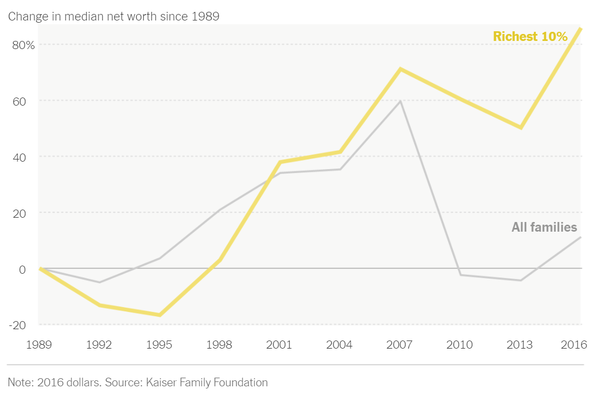 Change in median net worth since 1989
Richest 10%
80%
60
40
20
All families
0
-20
1989 1992 1995 1998 2001 2004 2007 2010 2013 2016
Note: 2016 dollars. Source: Kaiser Family Foundation